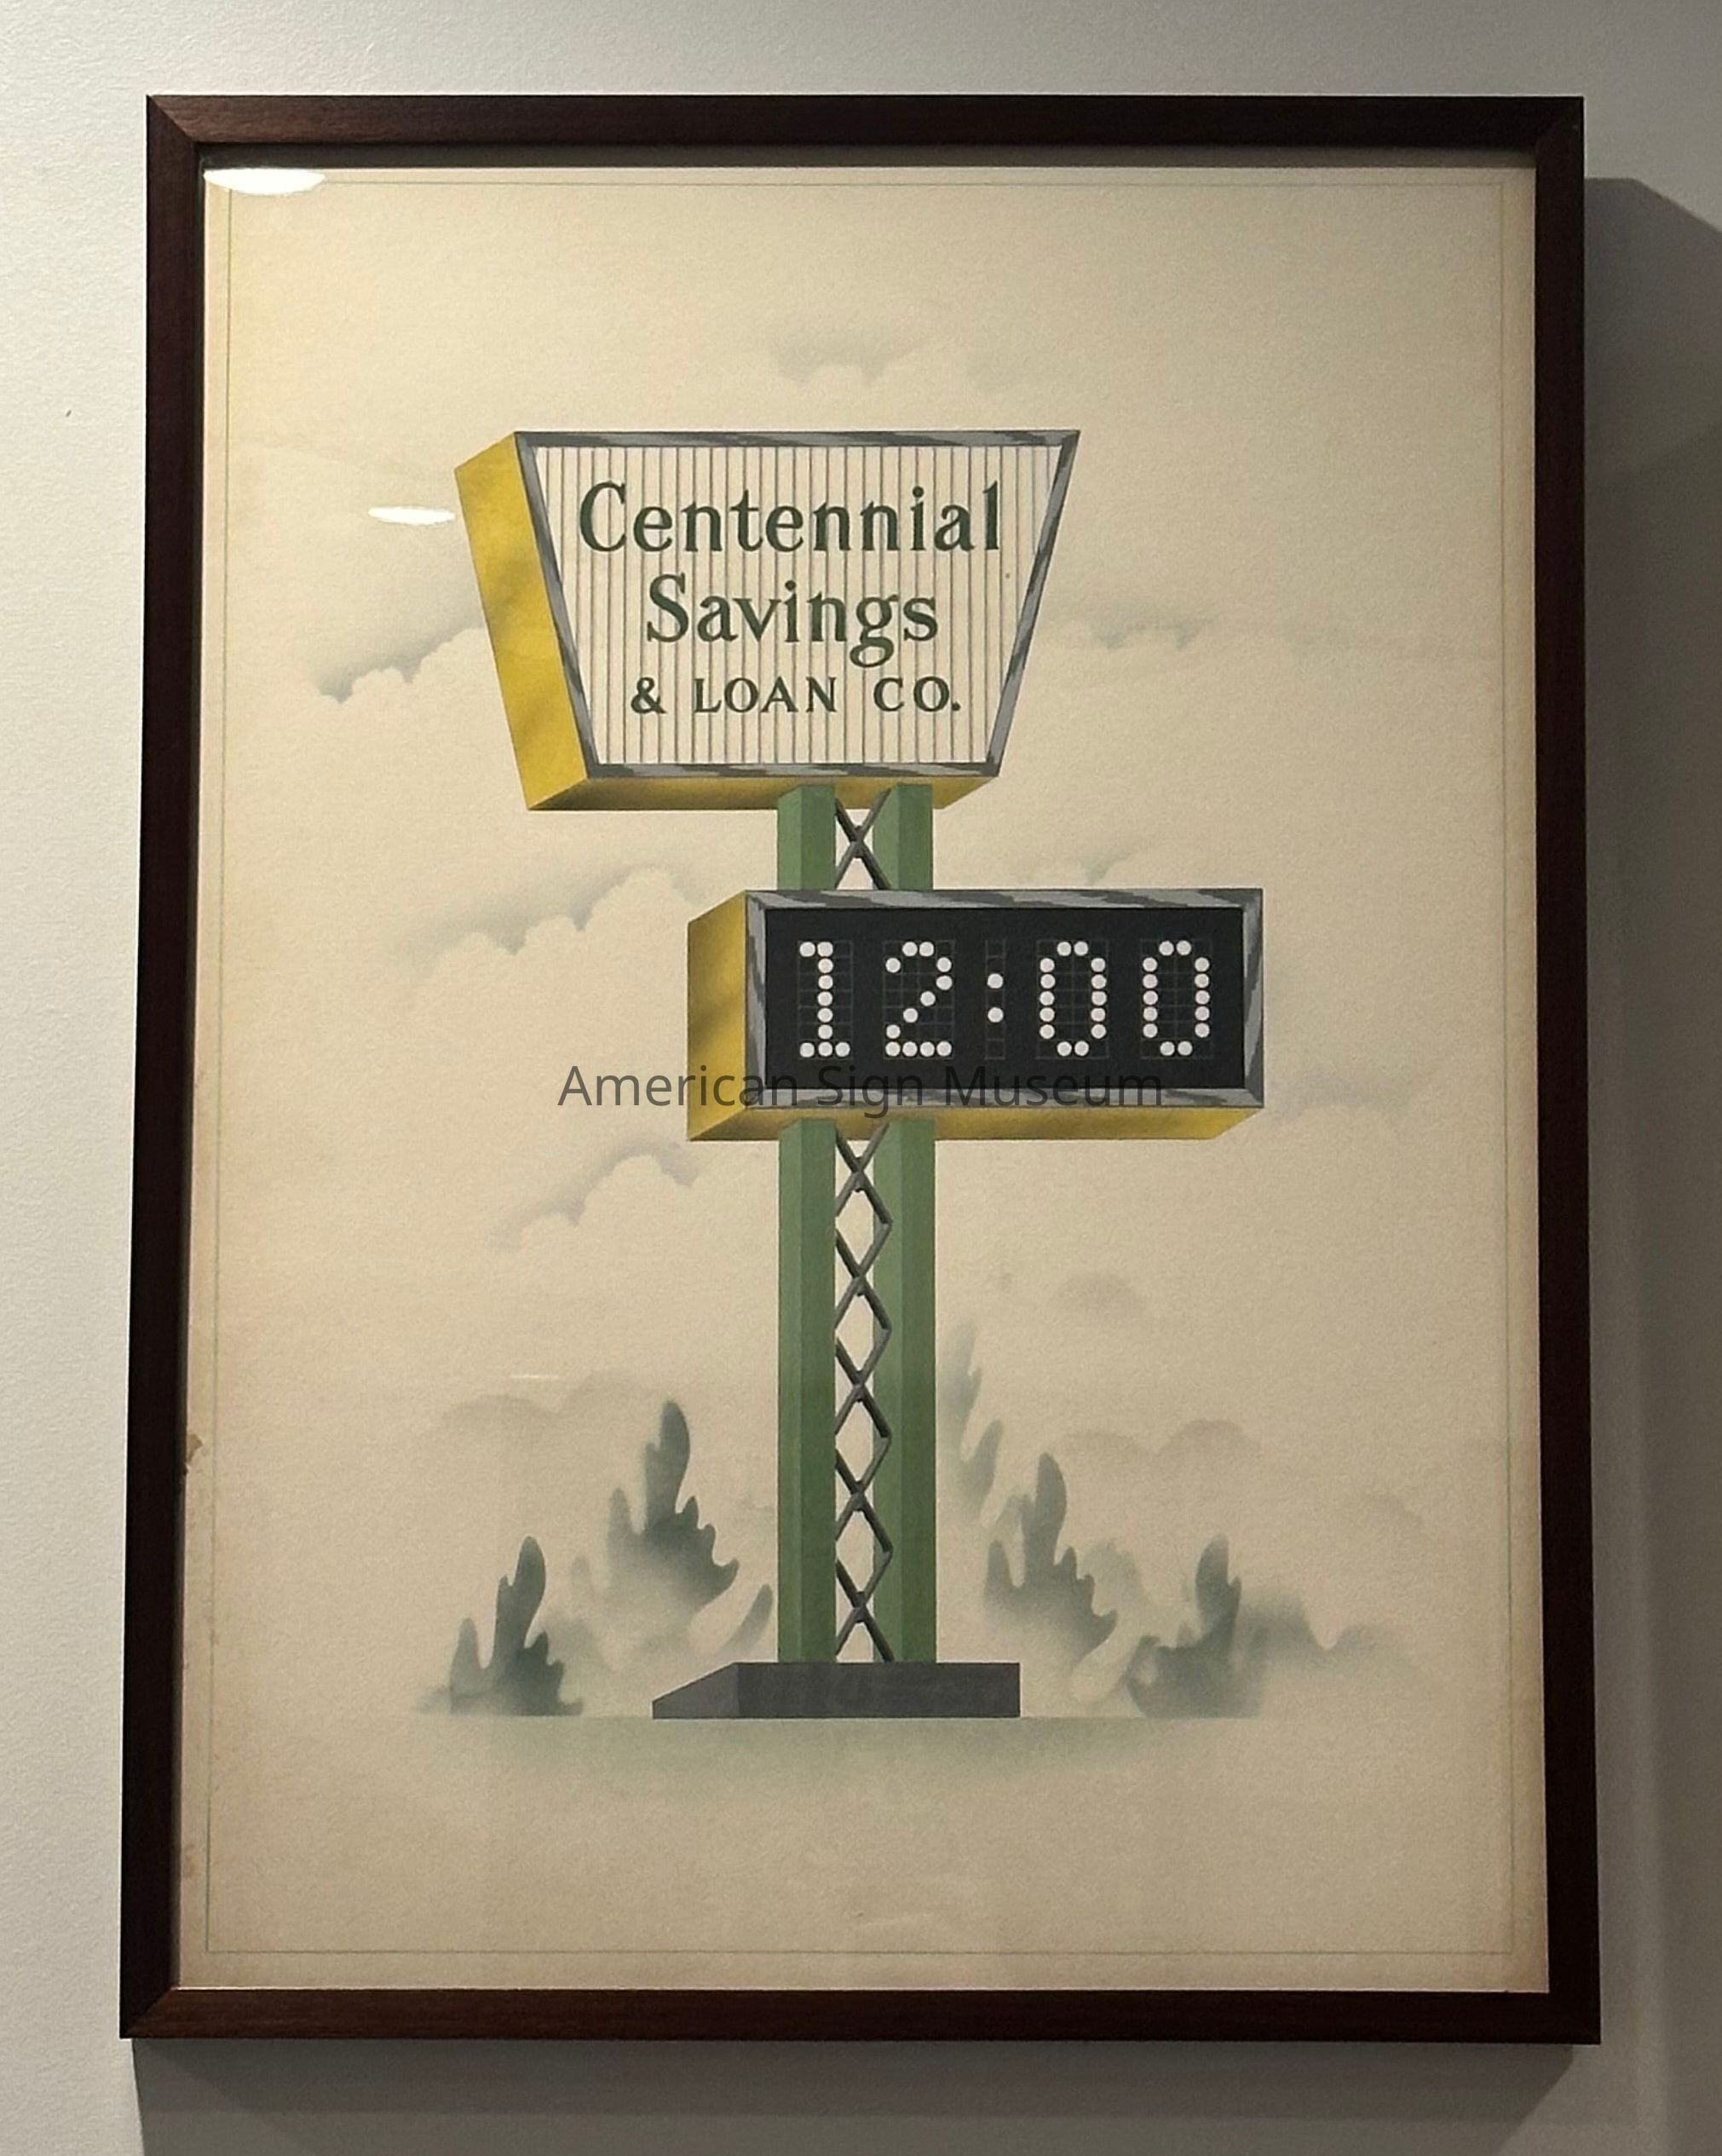 Centennial
Savings
& LOAN CO.
12:00
American Sign Museum